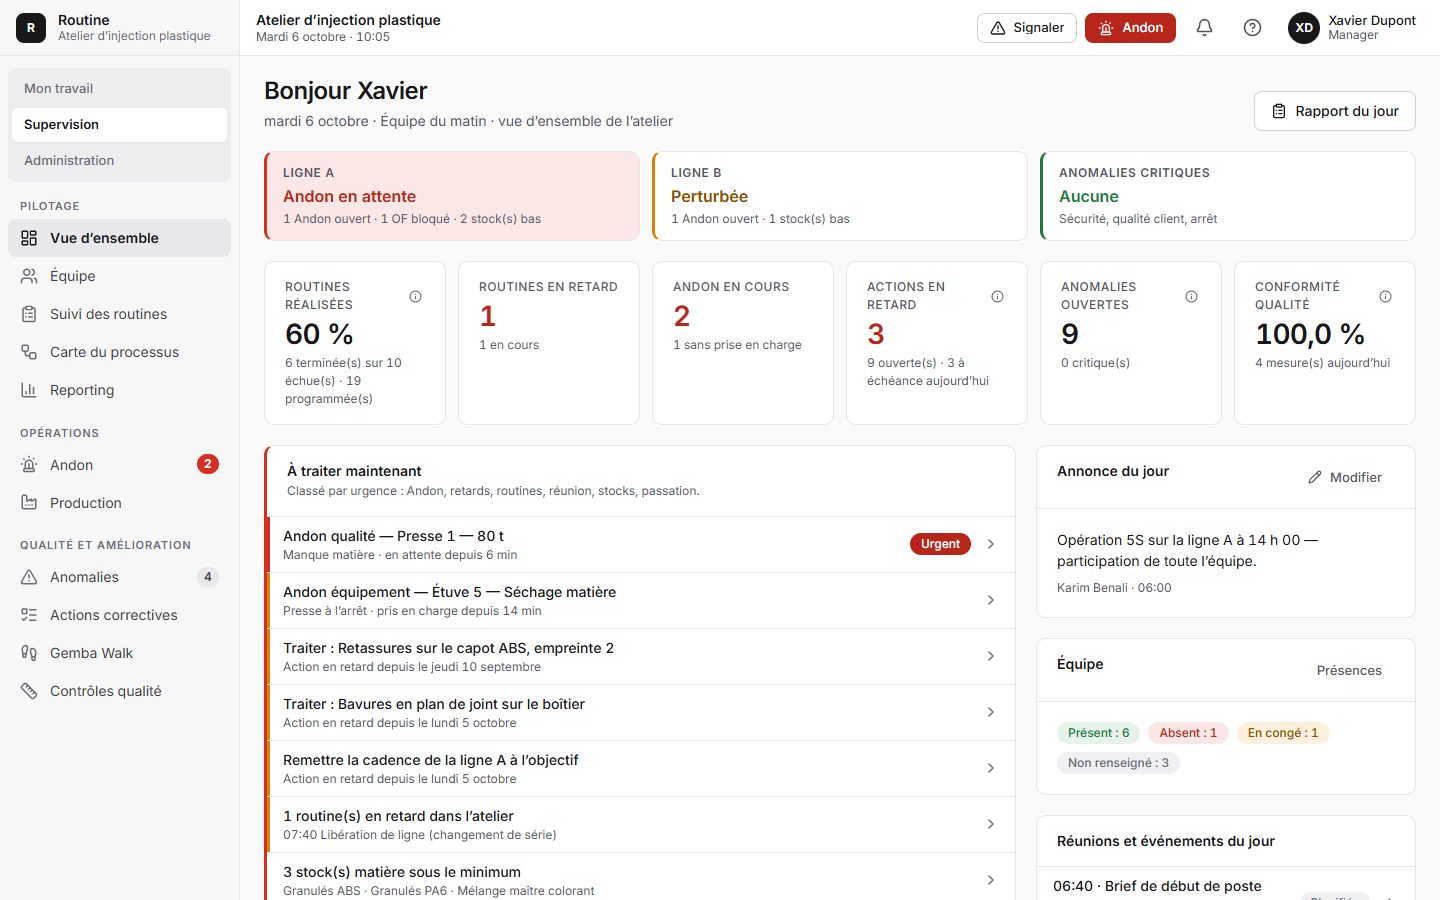 R
Routine
Atelier d’injection plastique
Atelier d’injection plastique
Mardi 6 octobre · 10:05
Signaler
Andon
XD
Xavier Dupont
Manager
Mon travail
Supervision
Administration
PILOTAGE
Vue d’ensemble
Équipe
Suivi des routines
Carte du processus
Reporting
OPÉRATIONS
Andon
2
Production
QUALITÉ ET AMÉLIORATION
Anomalies
4
Actions correctives
Gemba Walk
Contrôles qualité
Bonjour Xavier
mardi 6 octobre · Équipe du matin · vue d’ensemble de l’atelier
Rapport du jour
LIGNE A
Andon en attente
1 Andon ouvert · 1 OF bloqué · 2 stock(s) bas
LIGNE B
Perturbée
1 Andon ouvert · 1 stock(s) bas
ANOMALIES CRITIQUES
Aucune
Sécurité, qualité client, arrêt
ROUTINES
RÉALISÉES
60 %
6 terminée(s) sur 10
échue(s) · 19
programmée(s)
ROUTINES EN RETARD
1
1 en cours
ANDON EN COURS
2
1 sans prise en charge
ACTIONS EN
RETARD
3
9 ouverte(s) · 3 à
échéance aujourd’hui
ANOMALIES
OUVERTES
9
0 critique(s)
CONFORMITÉ
QUALITÉ
100,0 %
4 mesure(s) aujourd’hui
À traiter maintenant
Classé par urgence : Andon, retards, routines, réunion, stocks, passation.
Andon qualité — Presse 1 — 80 t
Manque matière · en attente depuis 6 min
Urgent
Andon équipement — Étuve 5 — Séchage matière
Presse à l’arrêt · pris en charge depuis 14 min
Traiter : Retassures sur le capot ABS, empreinte 2
Action en retard depuis le jeudi 10 septembre
Traiter : Bavures en plan de joint sur le boîtier
Action en retard depuis le lundi 5 octobre
Remettre la cadence de la ligne A à l’objectif
Action en retard depuis le lundi 5 octobre
1 routine(s) en retard dans l’atelier
07:40 Libération de ligne (changement de série)
3 stock(s) matière sous le minimum
Granulés ABS · Granulés PA6 · Mélange maître colorant
Annonce du jour
Modifier
Opération 5S sur la ligne A à 14 h 00 —
participation de toute l’équipe.
Karim Benali · 06:00
Équipe
Présences
Présent : 6
Absent : 1
En congé : 1
Non renseigné : 3
Réunions et événements du jour
06:40 · Brief de début de poste